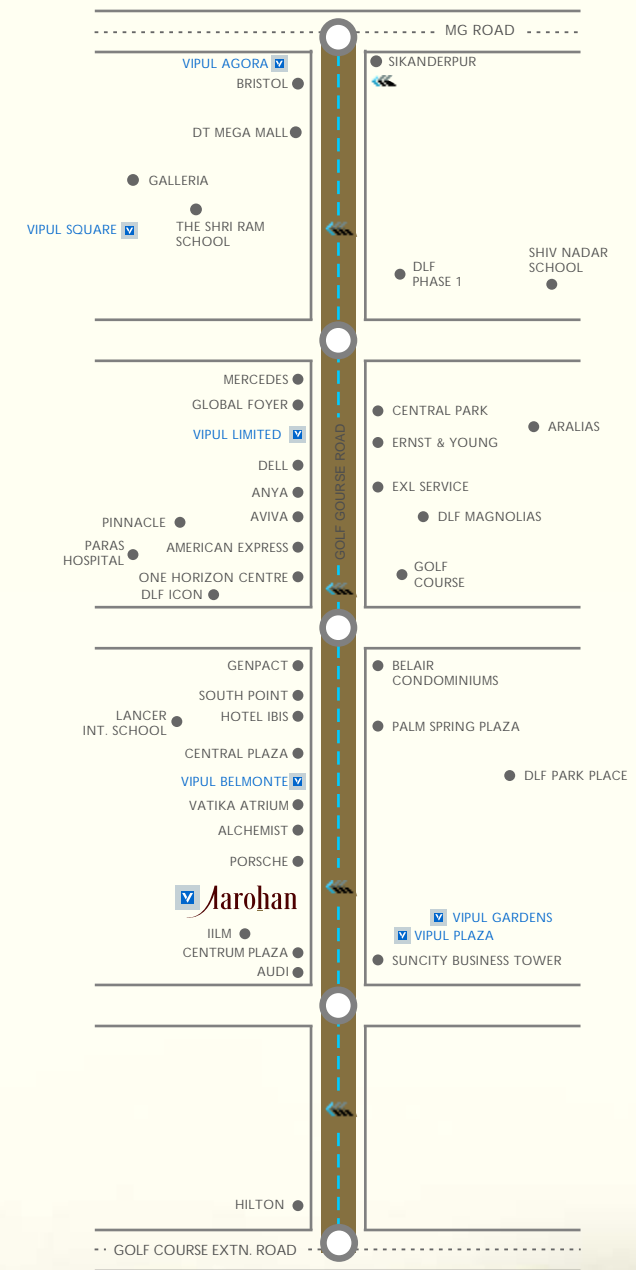 MG ROAD
VIPUL AGORA
SIKANDERPUR
BRISTOL
DT MEGA MALL
GALLERIA
THE SHRI RAM
SCHOOL
VIPUL SQUARE
SHIV NADAR
SCHOOL
DLF
PHASE 1
MERCEDES
GLOBAL FOYER
CENTRAL PARK
ARALIAS
VIPUL LIMITED
ERNST & YOUNG
DELL
ANYA
EXL SERVICE
AVIVA
DLF MAGNOLIAS
PINNACLE
GOLF GOURSE ROAD
PARAS
HOSPITAL
AMERICAN EXPRESS
ONE HORIZON CENTRE
GOLF
COURSE
DLF ICON
GENPACT
BELAIR
CONDOMINIUMS
SOUTH POINT
LANCER
INT. SCHOOL
HOTEL IBIS
PALM SPRING PLAZA
CENTRAL PLAZA
DLF PARK PLACE
VIPUL BELMONTE
VATIKA ATRIUM
ALCHEMIST
PORSCHE
Aarohan
VIPUL GARDENS
IILM
VIPUL PLAZA
CENTRUM PLAZA
SUNCITY BUSINESS TOWER
AUDI
HILTON
GOLF COURSE EXTN. ROAD